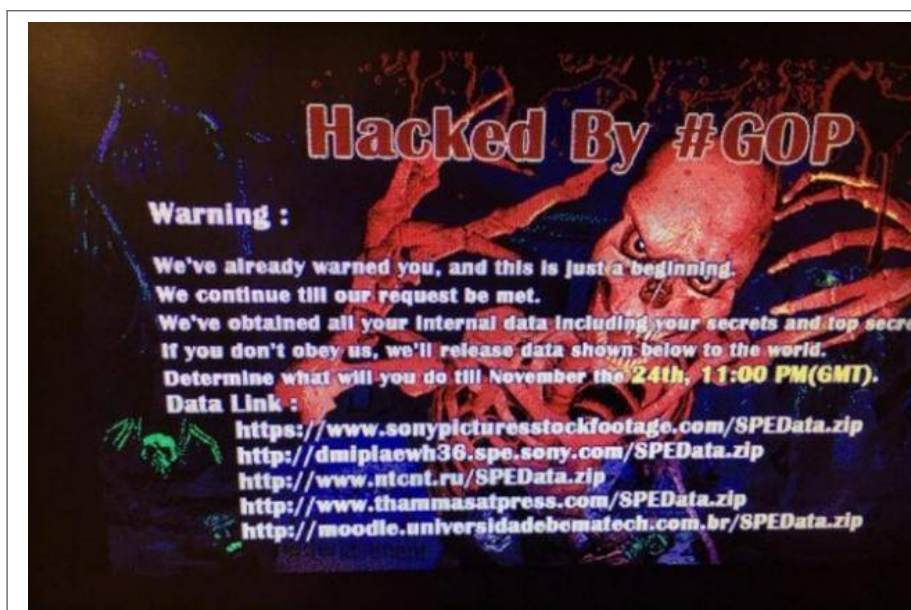 Hacked By #GOP
Warning :
We've already warned you, and this is just a beginning.
We continue till our request be met.
We've obtained all your internal data including your secrets and top secre
If you don't obey us, we'll release data shown below to the world.
Determine what will you do till November the 24th, 11:00 PM(GMT).
Data Link :
https://www.sonypicturesstockfootage.com/SPEData.zip
http://dmiplaewh36.spe.sony.com/SPEData.zip
http://www.ntcnt.ru/SPEData.zip
http://www.thammasatpress.com/SPEData.zip
http://moodle.universidadebematech.com.br/SPEData.zip